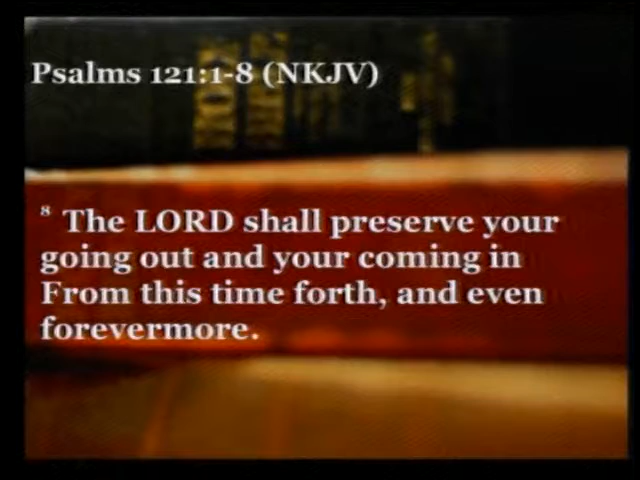 Psalms 121:1-8 (NKJV)
⁸ The LORD shall preserve your
going out and your coming in
From this time forth, and even
forevermore.